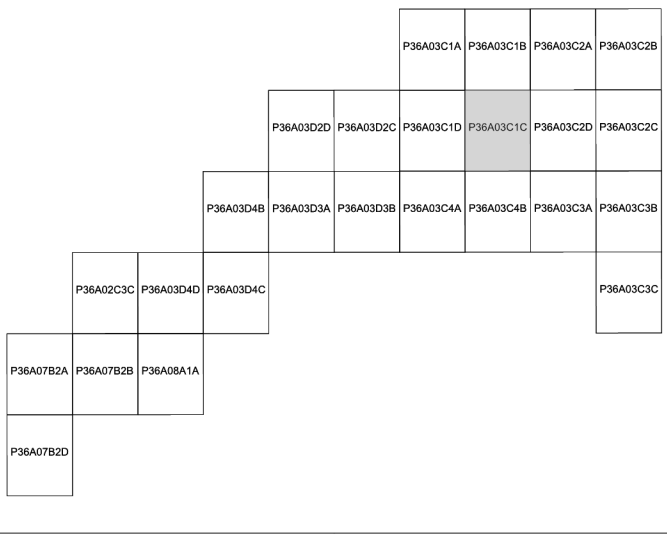 P36A03C1A P36A03C1B P36A03C2A P36A03C2B
P36A03D2D P36A03D2C P36A03C1D P36A03C1C P36A03C2D P36A03C2C
P36A03D4B P36A03D3A P36A03D3B P36A03C4A P36A03C4B P36A03C3A P36A03C3B
P36A02C3C P36A03D4D P36A03D4C P36A03C3C
P36A07B2A P36A07B2B P36A08A1A
P36A07B2D